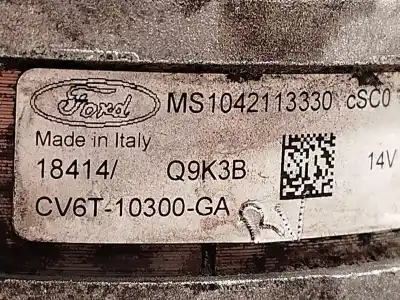 Ford MS1042113330 cSC0
Made in Italy
18414/ Q9K3B 14V
CV6T-10300-GA